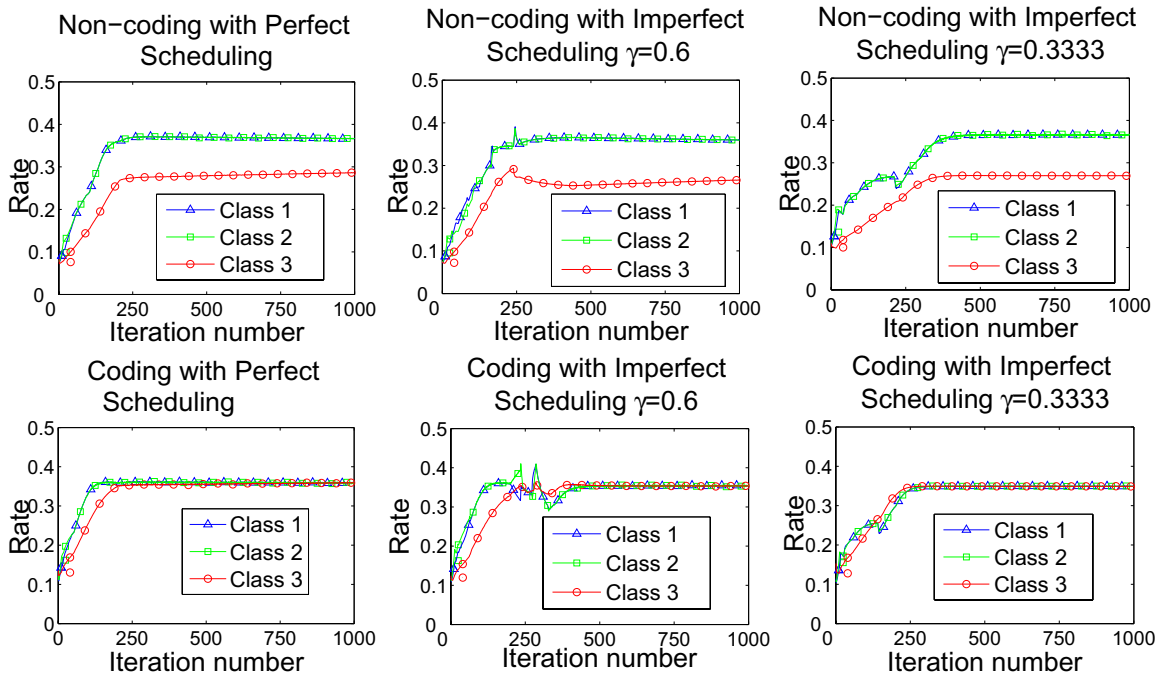 Non−coding with Perfect
Scheduling
0.5
0.4
0.3
0.2
0.1
0
Rate
Class 1
Class 2
Class 3
0
250
500
750
1000
Iteration number
Non−coding with Imperfect
Scheduling γ=0.6
0.5
0.4
0.3
0.2
0.1
0
Rate
Class 1
Class 2
Class 3
0
250
500
750
1000
Iteration number
Non−coding with Imperfect
Scheduling γ=0.3333
0.5
0.4
0.3
0.2
0.1
0
Rate
Class 1
Class 2
Class 3
0
250
500
750
1000
Iteration number
Coding with Perfect
Scheduling
0.5
0.4
0.3
0.2
0.1
0
Rate
Class 1
Class 2
Class 3
0
250
500
750
1000
Iteration number
Coding with Imperfect
Scheduling γ=0.6
0.5
0.4
0.3
0.2
0.1
0
Rate
Class 1
Class 2
Class 3
0
250
500
750
1000
Iteration number
Coding with Imperfect
Scheduling γ=0.3333
0.5
0.4
0.3
0.2
0.1
0
Rate
Class 1
Class 2
Class 3
0
250
500
750
1000
Iteration number